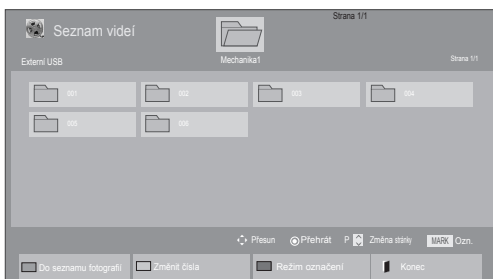 Strana 1/1
Seznam videí
Mechanika1
Externí USB
Strana 1/1
001
002
003
004
005
006
Přesun Přehrát P Změna stránky MARK Ozn.
Do seznamu fotografií
Změnit čísla
Režim označení
Konec